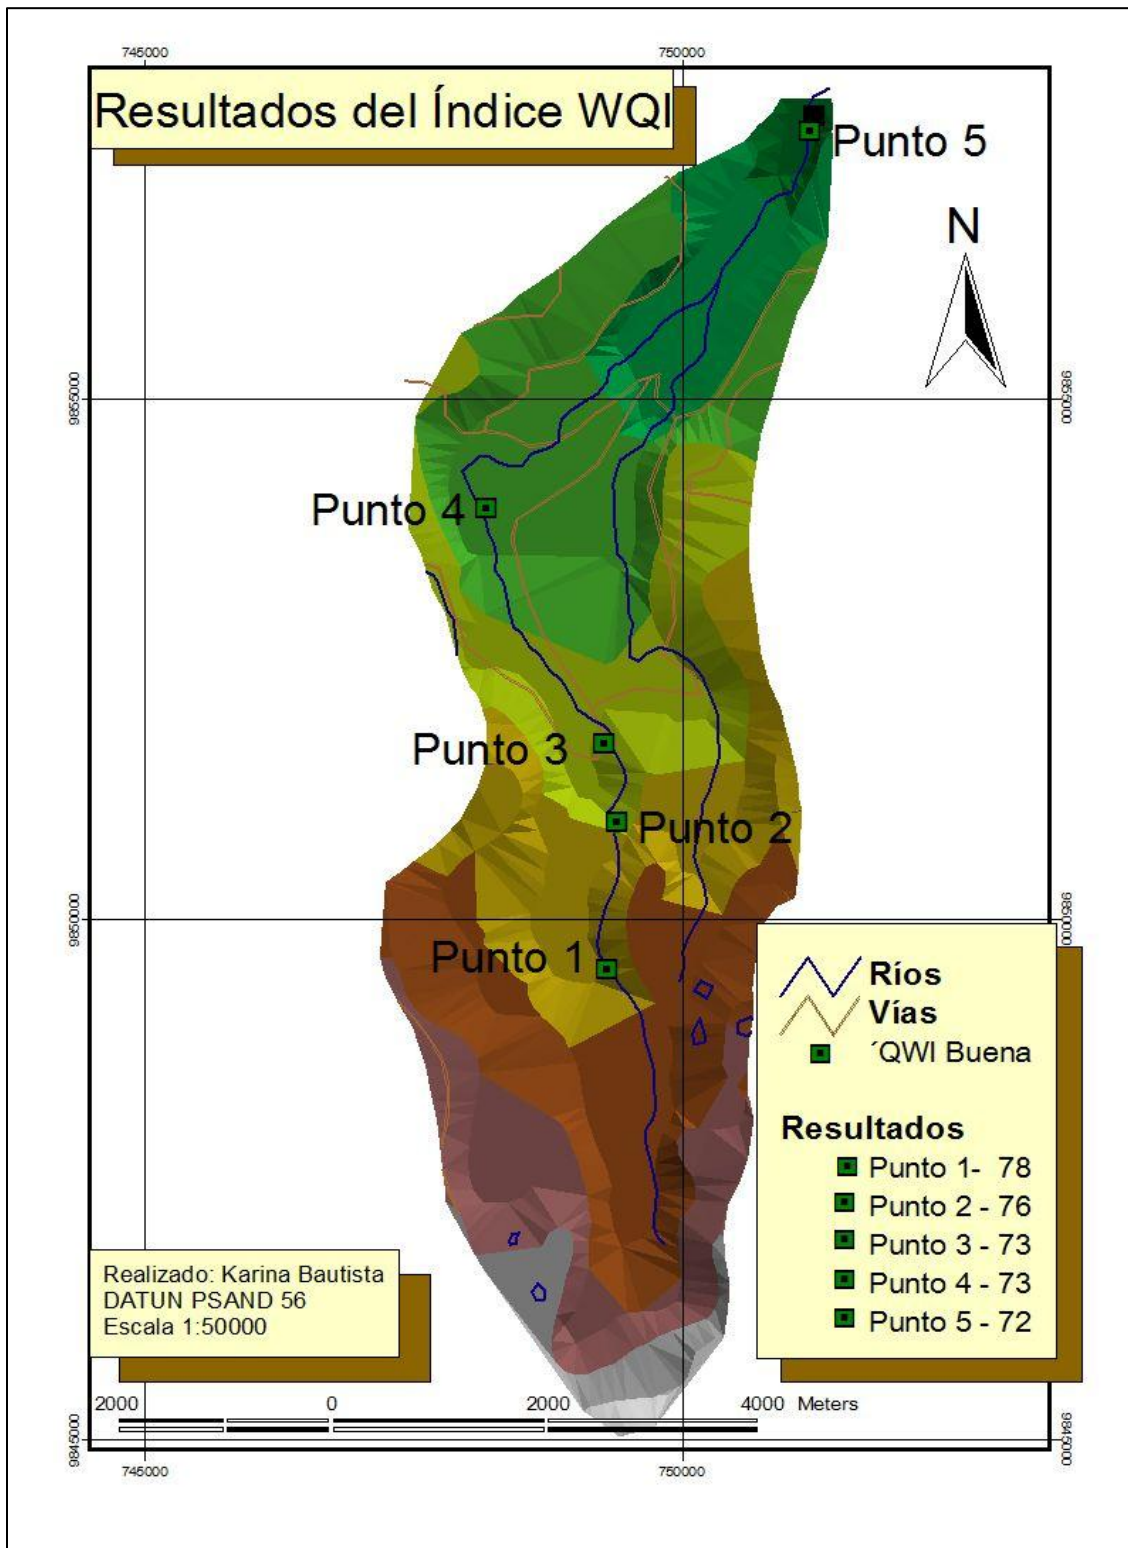 745000
750000
Resultados del Índice WQI
Punto 5
N
9855000
9855000
Punto 4
Punto 3
Punto 2
9850000
9850000
Punto 1
Ríos
Vías
´QWI Buena
Resultados
Punto 1- 78
Punto 2 - 76
Punto 3 - 73
Punto 4 - 73
Punto 5 - 72
Realizado: Karina Bautista
DATUN PSAND 56
Escala 1:50000
2000 0 2000 4000 Meters
9845000
9845000
745000
750000